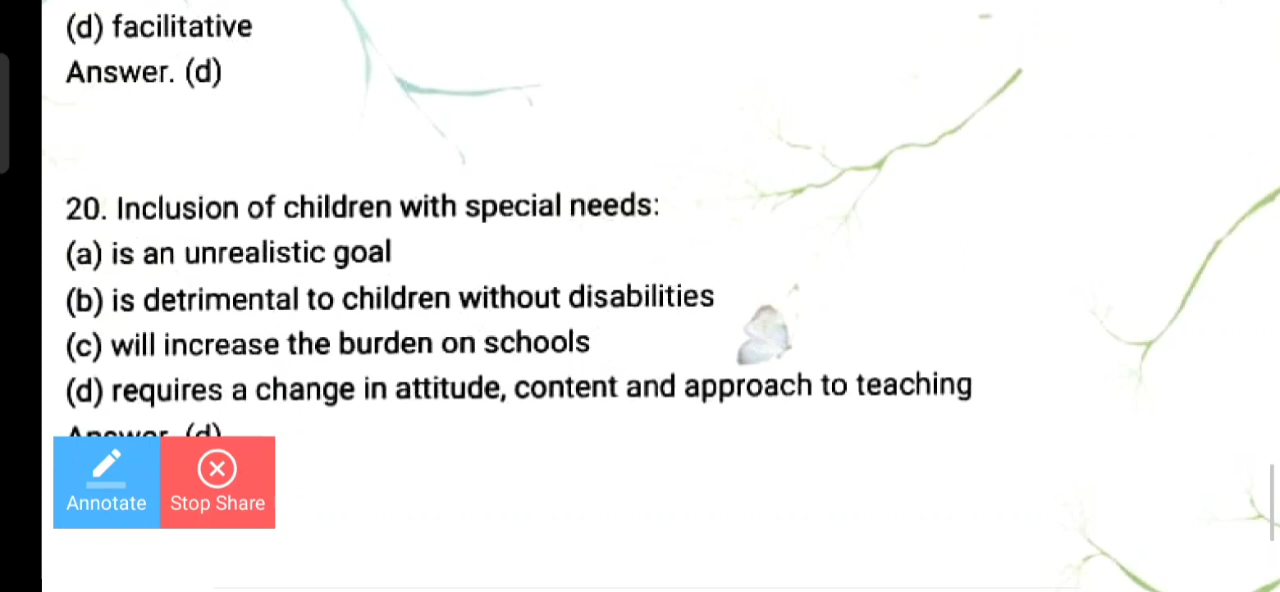 (d) facilitative
Answer. (d)
20. Inclusion of children with special needs:
(a) is an unrealistic goal
(b) is detrimental to children without disabilities
(c) will increase the burden on schools
(d) requires a change in attitude, content and approach to teaching
Answer. (d)
Annotate Stop Share